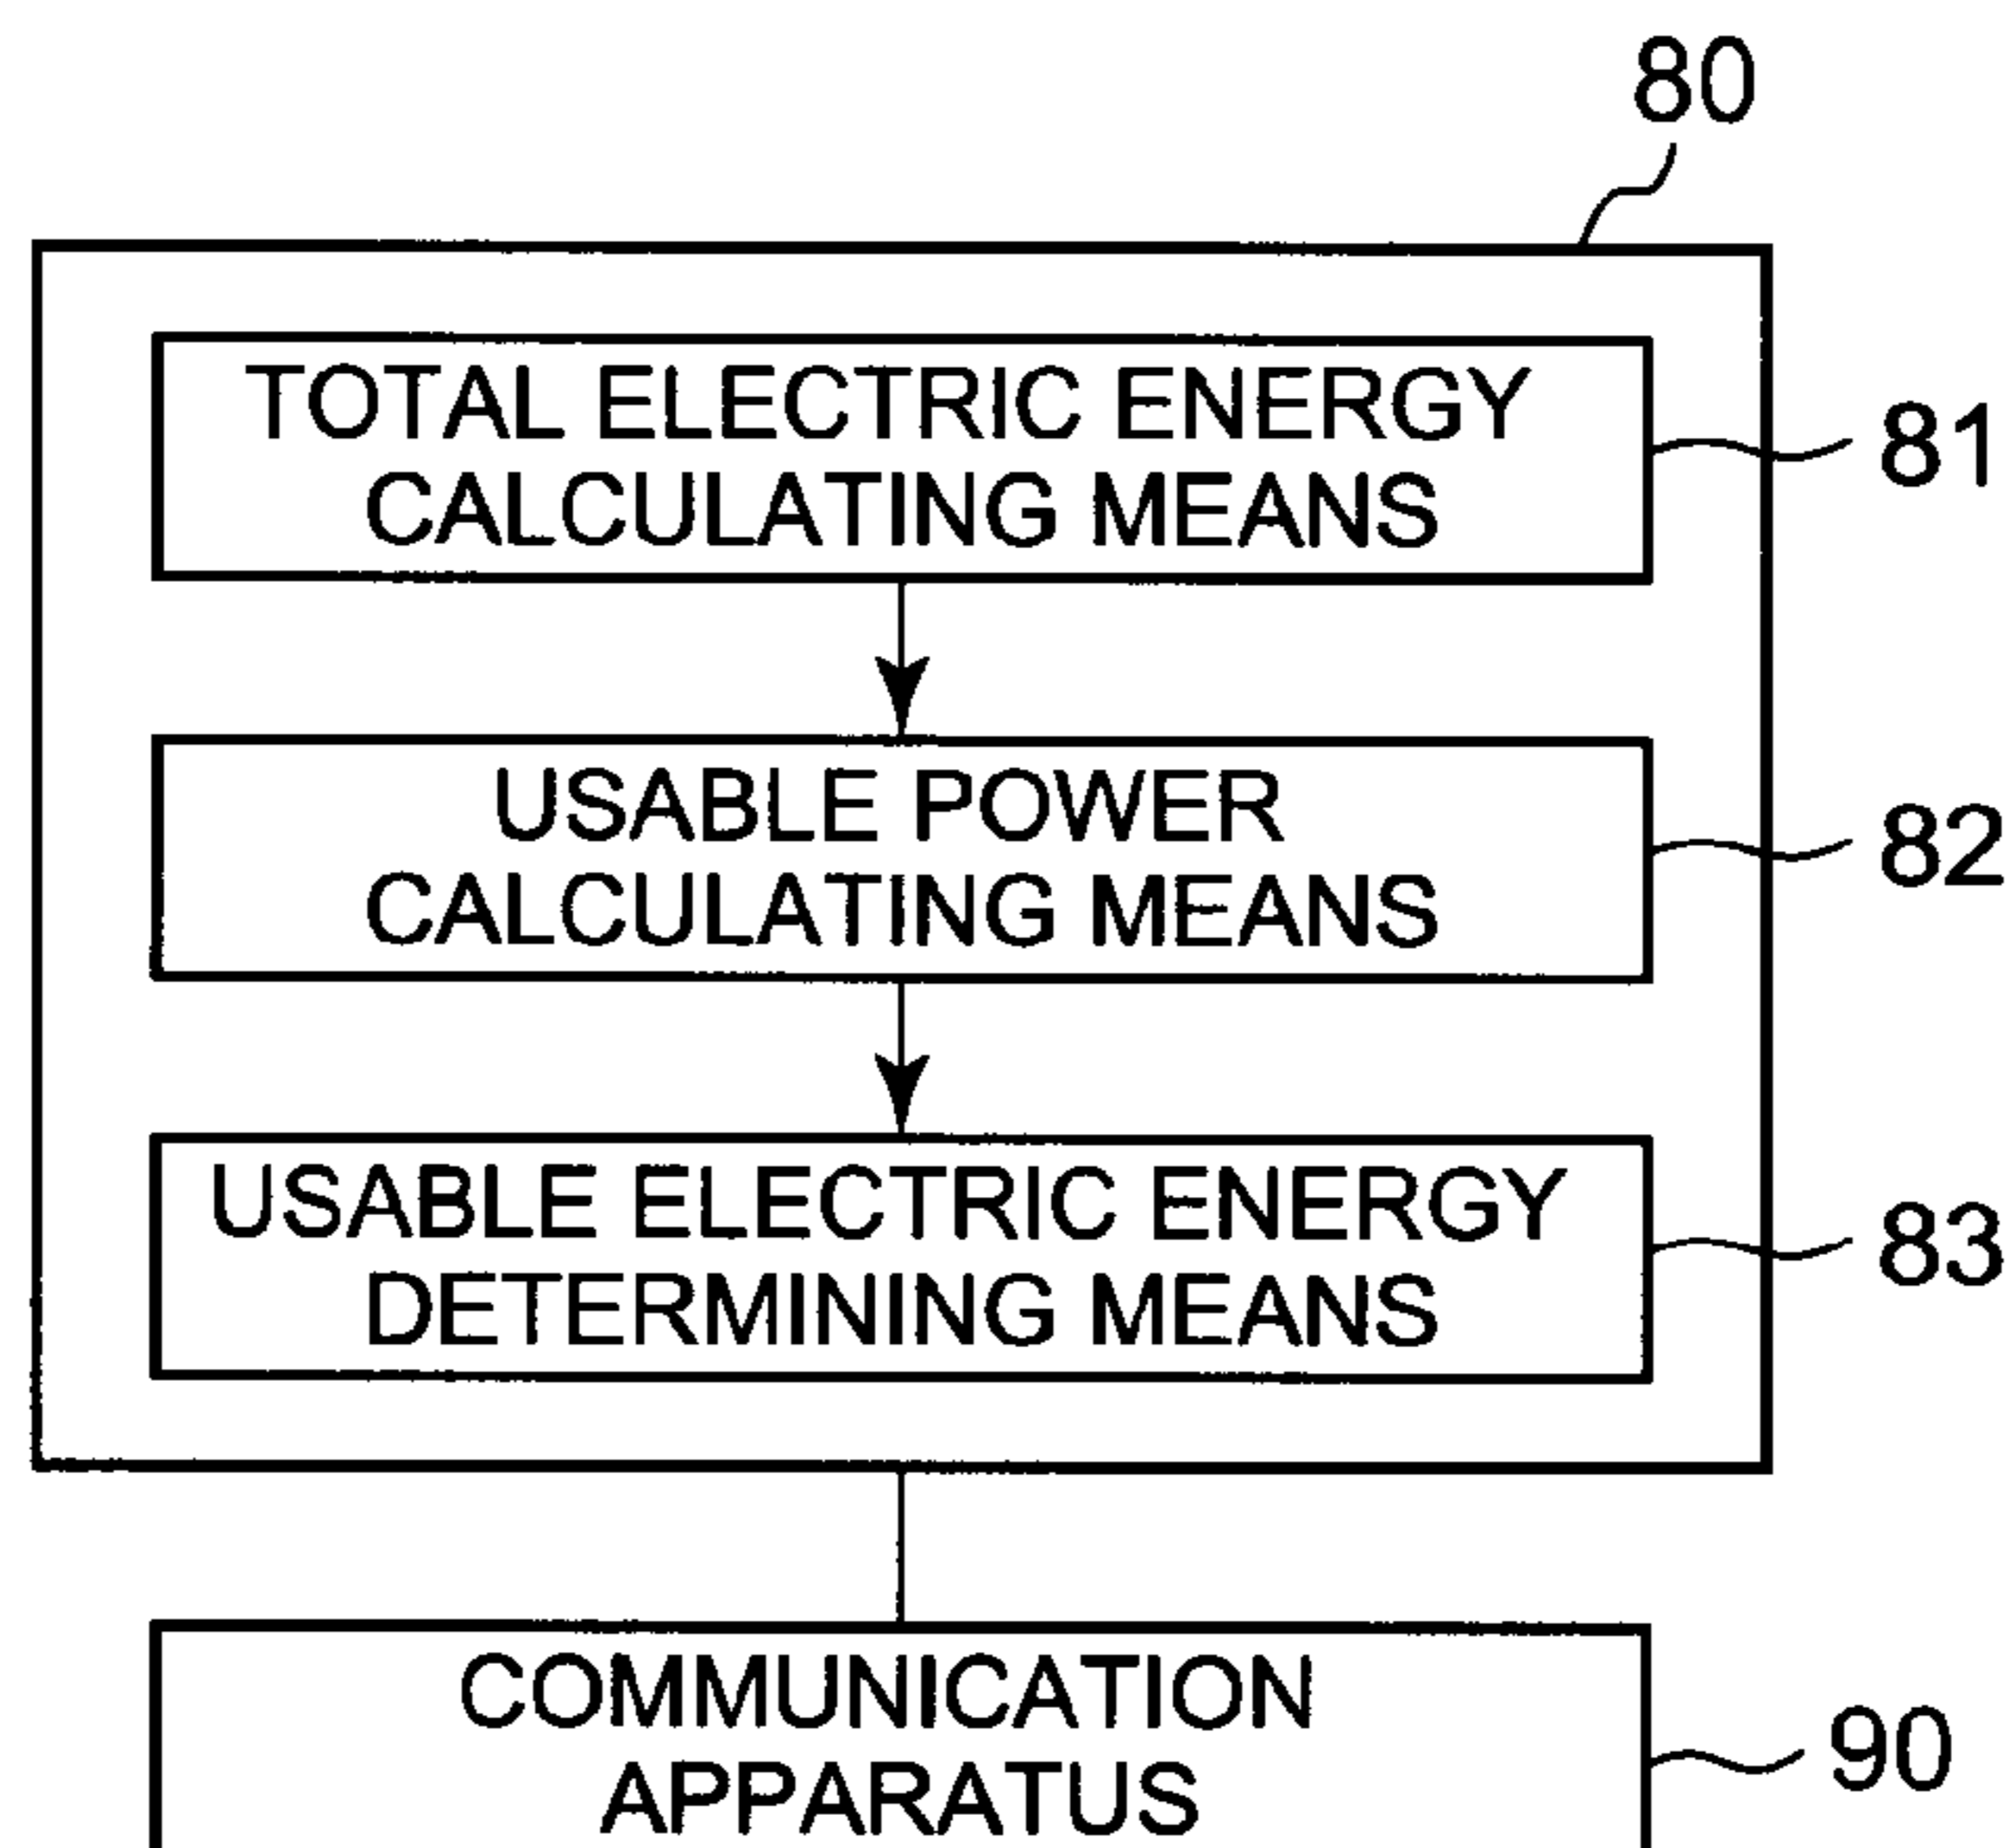 80
TOTAL ELECTRIC ENERGY
CALCULATING MEANS
81
USABLE POWER
CALCULATING MEANS
82
USABLE ELECTRIC ENERGY
DETERMINING MEANS
83
COMMUNICATION
APPARATUS
90